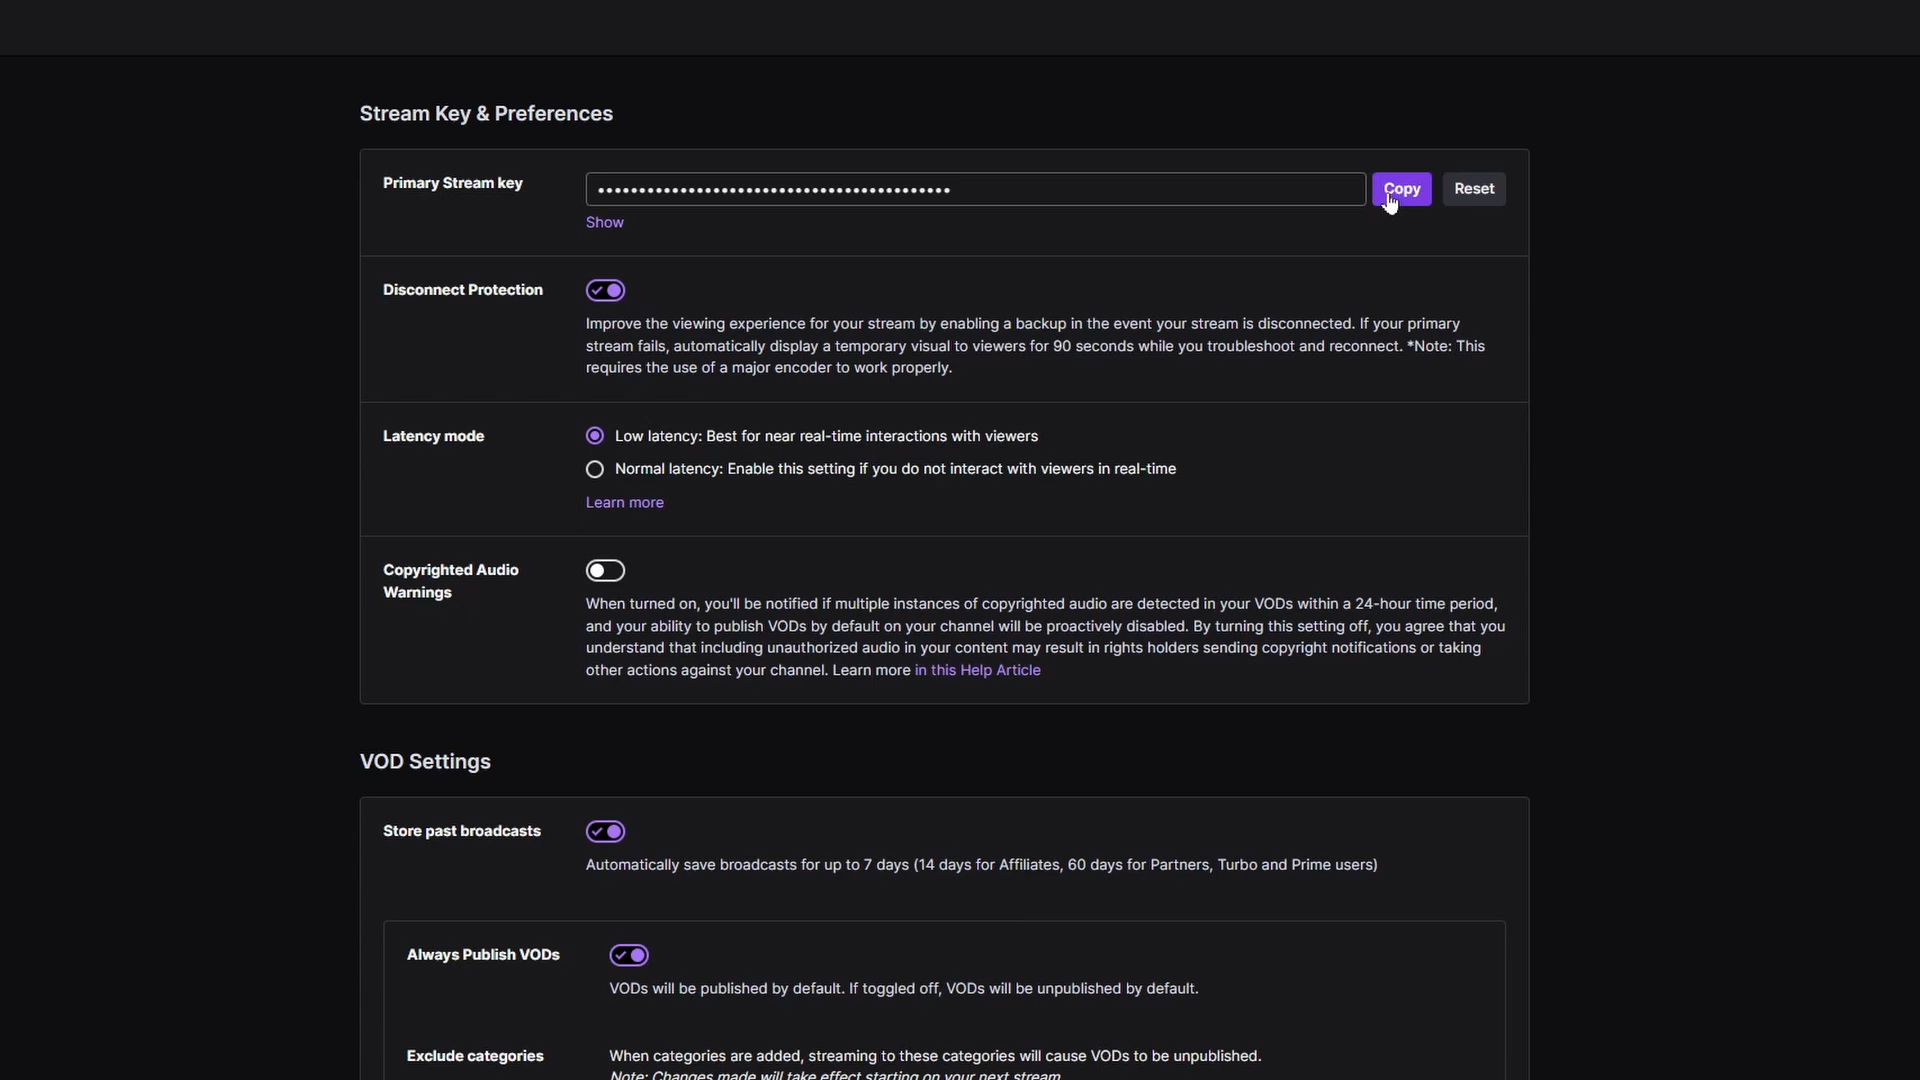 Stream Key & Preferences
Primary Stream key
Copy
Reset
Show
Disconnect Protection
Improve the viewing experience for your stream by enabling a backup in the event your stream is disconnected. If your primary
stream fails, automatically display a temporary visual to viewers for 90 seconds while you troubleshoot and reconnect. *Note: This
requires the use of a major encoder to work properly.
Latency mode
Low latency: Best for near real-time interactions with viewers
Normal latency: Enable this setting if you do not interact with viewers in real-time
Learn more
Copyrighted Audio
Warnings
When turned on, you'll be notified if multiple instances of copyrighted audio are detected in your VODs within a 24-hour time period,
and your ability to publish VODs by default on your channel will be proactively disabled. By turning this setting off, you agree that you
understand that including unauthorized audio in your content may result in rights holders sending copyright notifications or taking
other actions against your channel. Learn more in this Help Article
VOD Settings
Store past broadcasts
Automatically save broadcasts for up to 7 days (14 days for Affiliates, 60 days for Partners, Turbo and Prime users)
Always Publish VODs
VODs will be published by default. If toggled off, VODs will be unpublished by default.
Exclude categories
When categories are added, streaming to these categories will cause VODs to be unpublished.
Note: Changes made will take effect starting on your next stream